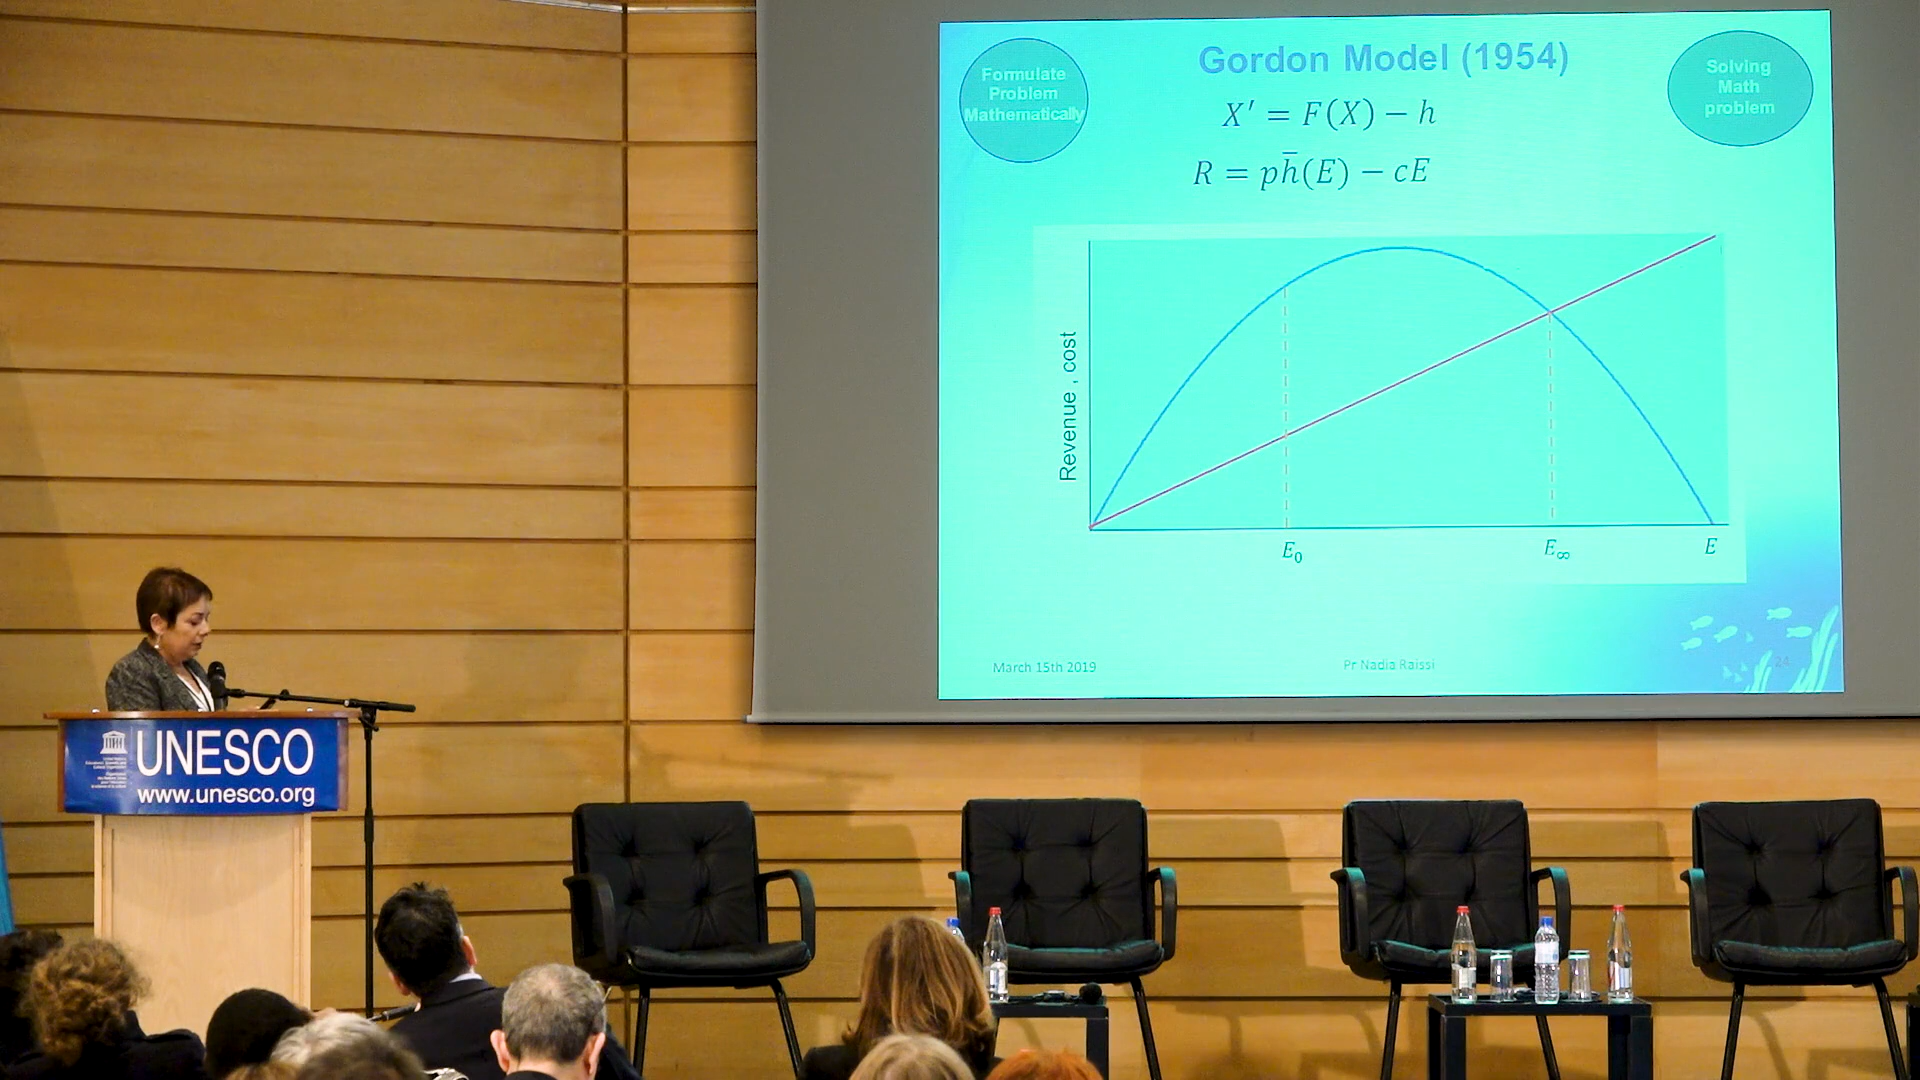 Formulate
Problem
Mathematically
Gordon Model (1954)
Solving
Math
problem
X' = F(X) − h
R = ph̄(E) − cE
Revenue , cost
E₀
E∞
E
March 15th 2019
Pr Nadia Raissi
24
UNESCO
www.unesco.org